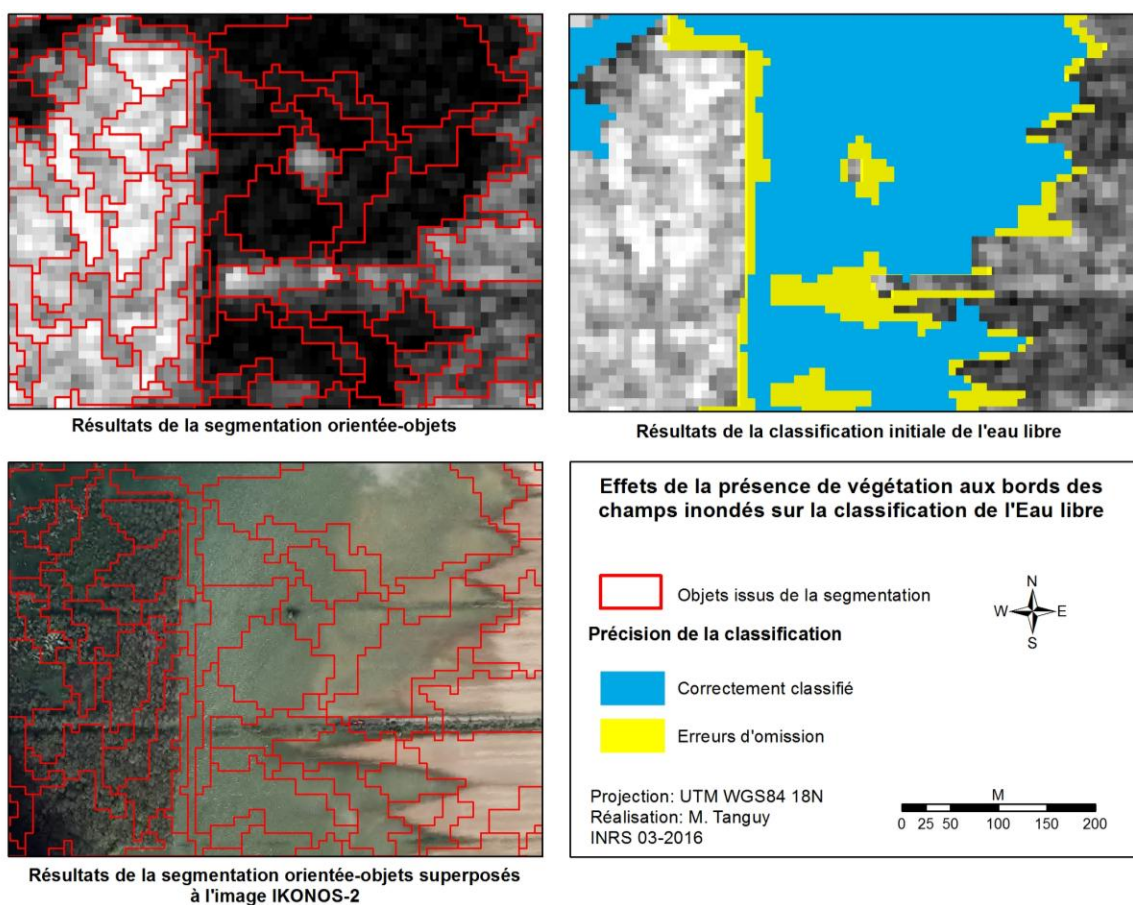 Résultats de la segmentation orientée-objets
Résultats de la classification initiale de l'eau libre
Résultats de la segmentation orientée-objets superposés
à l'image IKONOS-2
Effets de la présence de végétation aux bords des
champs inondés sur la classification de l'Eau libre
Objets issus de la segmentation
N
W E
S
Précision de la classification
Correctement classifié
Erreurs d'omission
Projection: UTM WGS84 18N
Réalisation: M. Tanguy
INRS 03-2016
M
0 25 50 100 150 200